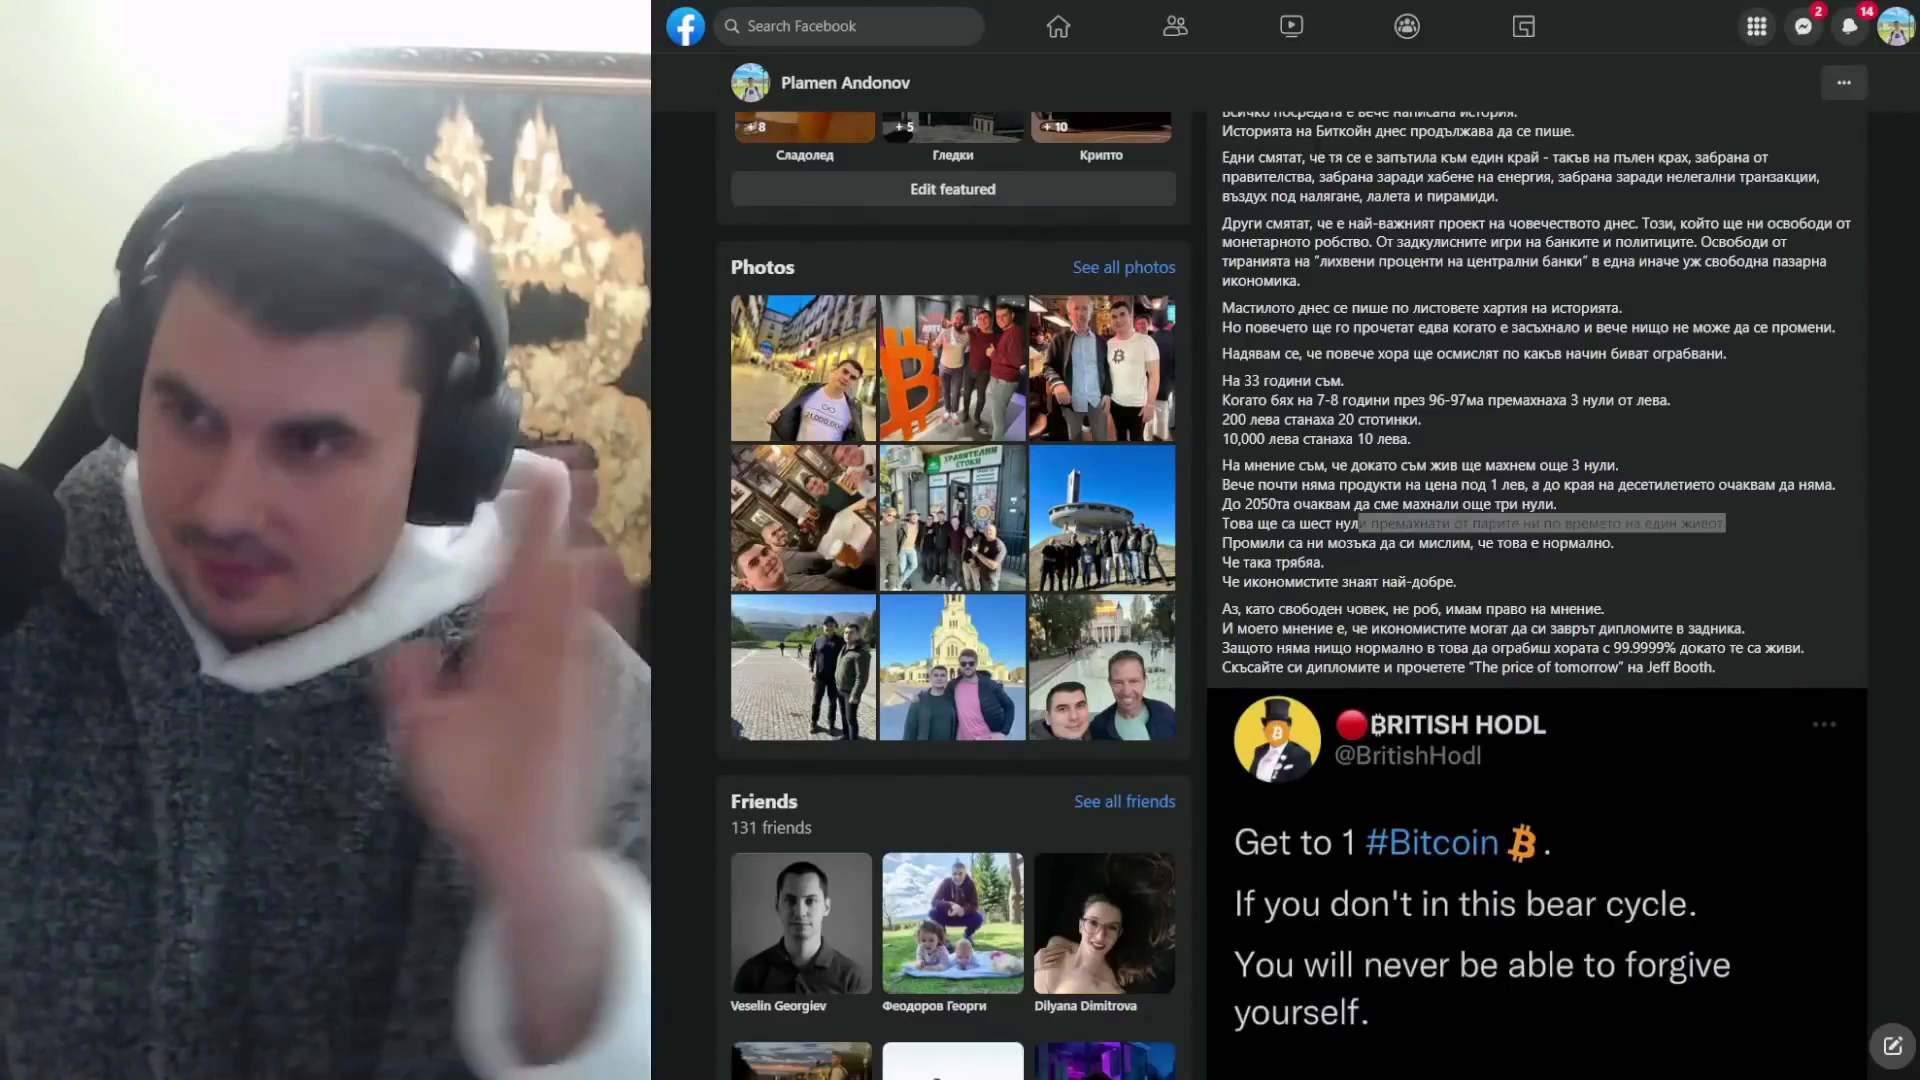 Search Facebook
2
14
Plamen Andonov
+8
+5
+10
Сладолед
Гледки
Крипто
Edit featured
Photos
See all photos
21,000,000
ХРАНИТЕЛНИ
СТОКИ
Friends
See all friends
131 friends
Veselin Georgiev
Феодоров Георги
Dilyana Dimitrova
Всичко посредата е вече написана история.
Историята на Биткойн днес продължава да се пише.
Едни смятат, че тя се е запътила към един край - такъв на пълен крах, забрана от
правителства, забрана заради хабене на енергия, забрана заради нелегални транзакции,
въздух под налягане, лалета и пирамиди.
Други смятат, че е най-важният проект на човечеството днес. Този, който ще ни освободи от
монетарното робство. От задкулисните игри на банките и политиците. Освободи от
тиранията на "лихвени проценти на централни банки" в една иначе уж свободна пазарна
икономика.
Мастилото днес се пише по листовете хартия на историята.
Но повечето ще го прочетат едва когато е засъхнало и вече нищо не може да се промени.
Надявам се, че повече хора ще осмислят по какъв начин биват ограбвани.
На 33 години съм.
Когато бях на 7-8 години през 96-97ма премахнаха 3 нули от лева.
200 лева станаха 20 стотинки.
10,000 лева станаха 10 лева.
На мнение съм, че докато съм жив ще махнем още 3 нули.
Вече почти няма продукти на цена под 1 лев, а до края на десетилетието очаквам да няма.
До 2050та очаквам да сме махнали още три нули.
Това ще са шест нули премахнати от парите ни по времето на един живот.
Промили са ни мозъка да си мислим, че това е нормално.
Че така трябва.
Че икономистите знаят най-добре.
Аз, като свободен човек, не роб, имам право на мнение.
И моето мнение е, че икономистите могат да си заврът дипломите в задника.
Защото няма нищо нормално в това да ограбиш хората с 99.9999% докато те са живи.
Скъсайте си дипломите и прочетете "The price of tomorrow" на Jeff Booth.
₿RITISH HODL
@BritishHodl
Get to 1 #Bitcoin ₿.
If you don't in this bear cycle.
You will never be able to forgive
yourself.